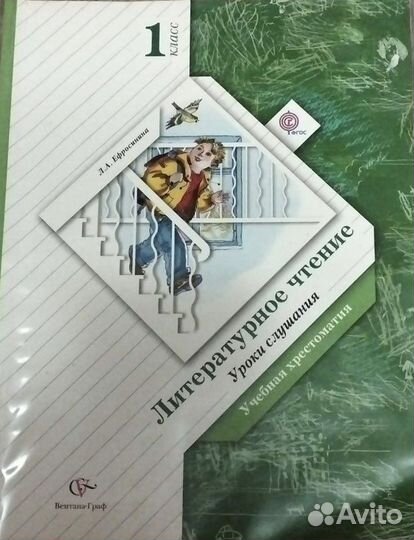 1
класс
ФГОС
Л.А. Ефросинина
Литературное чтение
Уроки слушания
Учебная хрестоматия
Вентана-Граф
Avito